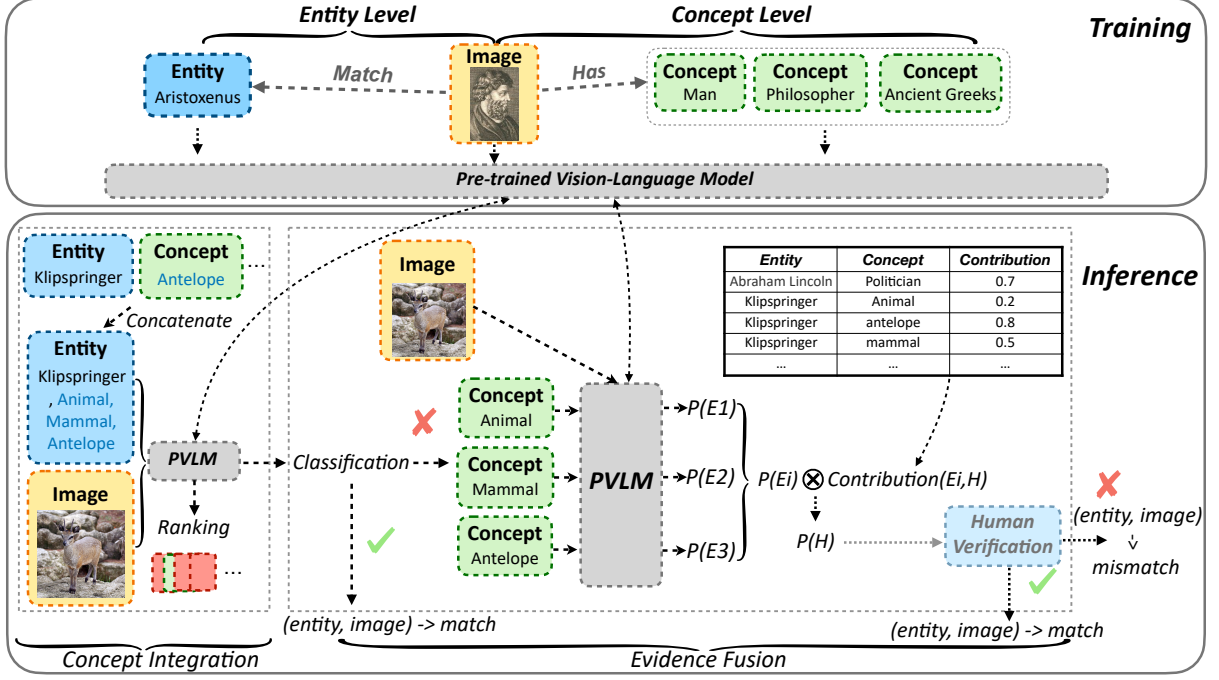 Entity Level
Concept Level
Training
Entity
Aristoxenus
Match
Image
Has
Concept
Man
Concept
Philosopher
Concept
Ancient Greeks
Pre-trained Vision-Language Model
Inference
Entity
Klipspringer
Concept
Antelope
...
Concatenate
Entity
Klipspringer
, Animal,
Mammal,
Antelope
Image
PVLM
Ranking
...
Concept Integration
Image
Classification
Concept
Animal
Concept
Mammal
Concept
Antelope
PVLM
P(E1)
P(E2)
P(E3)
Entity Concept Contribution
Abraham Lincoln Politician 0.7
Klipspringer Animal 0.2
Klipspringer antelope 0.8
Klipspringer mammal 0.5
... ... ...
P(Ei) ⊗ Contribution(Ei,H)
P(H)
Human
Verification
(entity, image)
mismatch
(entity, image) -> match
(entity, image) -> match
Evidence Fusion